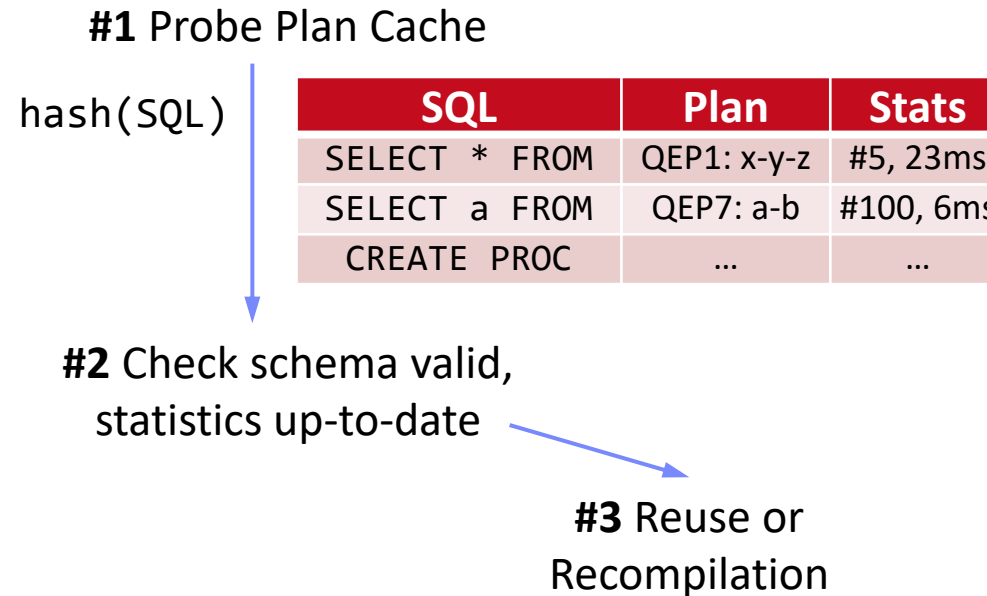 #1 Probe Plan Cache
hash(SQL)
SQL Plan Stats
SELECT * FROM QEP1: x-y-z #5, 23ms
SELECT a FROM QEP7: a-b #100, 6ms
CREATE PROC … …
#2 Check schema valid,
statistics up-to-date
#3 Reuse or
Recompilation